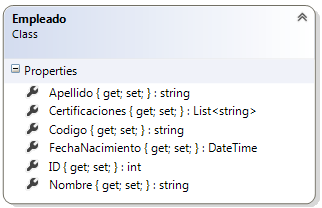 Empleado
Class
Properties
Apellido { get; set; } : string
Certificaciones { get; set; } : List<string>
Codigo { get; set; } : string
FechaNacimiento { get; set; } : DateTime
ID { get; set; } : int
Nombre { get; set; } : string